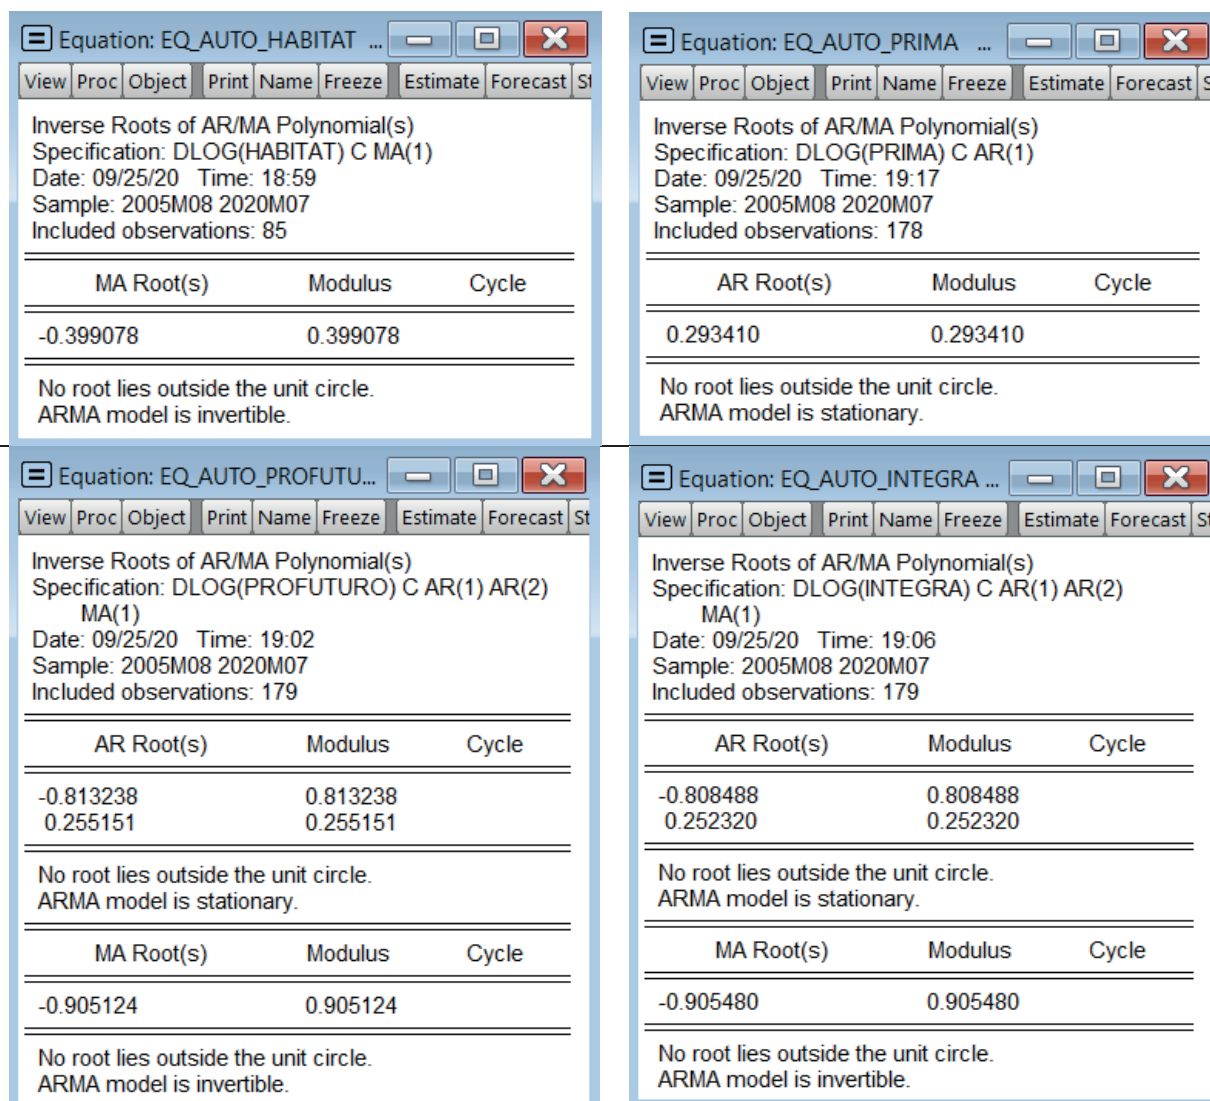 Equation: EQ_AUTO_HABITAT ...
View Proc Object Print Name Freeze Estimate Forecast St
Inverse Roots of AR/MA Polynomial(s)
Specification: DLOG(HABITAT) C MA(1)
Date: 09/25/20 Time: 18:59
Sample: 2005M08 2020M07
Included observations: 85
MA Root(s) Modulus Cycle
-0.399078 0.399078
No root lies outside the unit circle.
ARMA model is invertible.
Equation: EQ_AUTO_PRIMA ...
View Proc Object Print Name Freeze Estimate Forecast S
Inverse Roots of AR/MA Polynomial(s)
Specification: DLOG(PRIMA) C AR(1)
Date: 09/25/20 Time: 19:17
Sample: 2005M08 2020M07
Included observations: 178
AR Root(s) Modulus Cycle
0.293410 0.293410
No root lies outside the unit circle.
ARMA model is stationary.
Equation: EQ_AUTO_PROFUTU...
View Proc Object Print Name Freeze Estimate Forecast St
Inverse Roots of AR/MA Polynomial(s)
Specification: DLOG(PROFUTURO) C AR(1) AR(2)
MA(1)
Date: 09/25/20 Time: 19:02
Sample: 2005M08 2020M07
Included observations: 179
AR Root(s) Modulus Cycle
-0.813238 0.813238
0.255151 0.255151
No root lies outside the unit circle.
ARMA model is stationary.
MA Root(s) Modulus Cycle
-0.905124 0.905124
No root lies outside the unit circle.
ARMA model is invertible.
Equation: EQ_AUTO_INTEGRA ...
View Proc Object Print Name Freeze Estimate Forecast St
Inverse Roots of AR/MA Polynomial(s)
Specification: DLOG(INTEGRA) C AR(1) AR(2)
MA(1)
Date: 09/25/20 Time: 19:06
Sample: 2005M08 2020M07
Included observations: 179
AR Root(s) Modulus Cycle
-0.808488 0.808488
0.252320 0.252320
No root lies outside the unit circle.
ARMA model is stationary.
MA Root(s) Modulus Cycle
-0.905480 0.905480
No root lies outside the unit circle.
ARMA model is invertible.